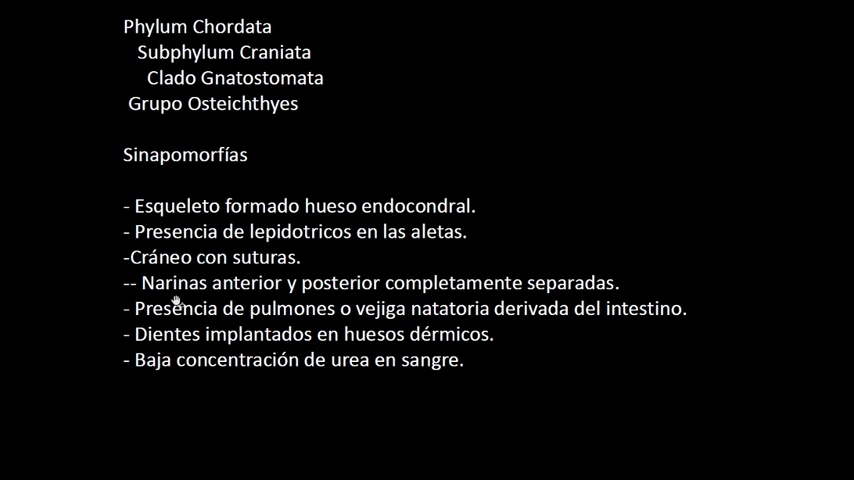 Phylum Chordata
Subphylum Craniata
Clado Gnatostomata
Grupo Osteichthyes
Sinapomorfías
- Esqueleto formado hueso endocondral.
- Presencia de lepidotricos en las aletas.
-Cráneo con suturas.
-- Narinas anterior y posterior completamente separadas.
- Presencia de pulmones o vejiga natatoria derivada del intestino.
- Dientes implantados en huesos dérmicos.
- Baja concentración de urea en sangre.